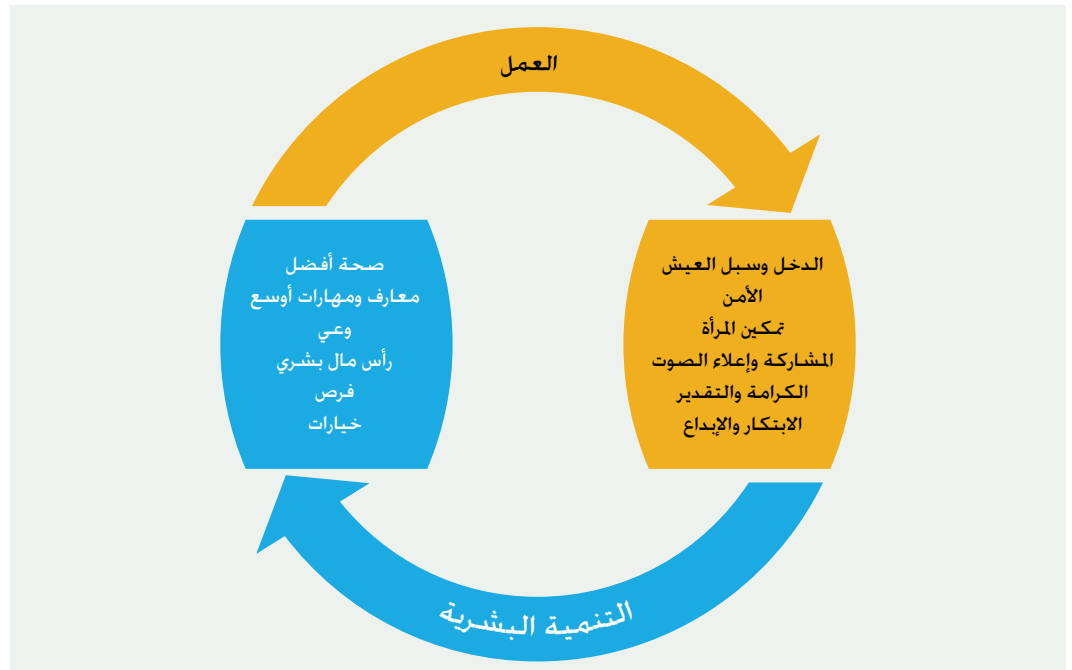 العمل
الدخل وسبل العيش
الأمن
تمكين المرأة
المشاركة وإعلاء الصوت
الكرامة والتقدير
الابتكار والإبداع
صحة أفضل
معارف ومهارات أوسع
وعي
رأس مال بشري
فرص
خيارات
التنمية البشرية